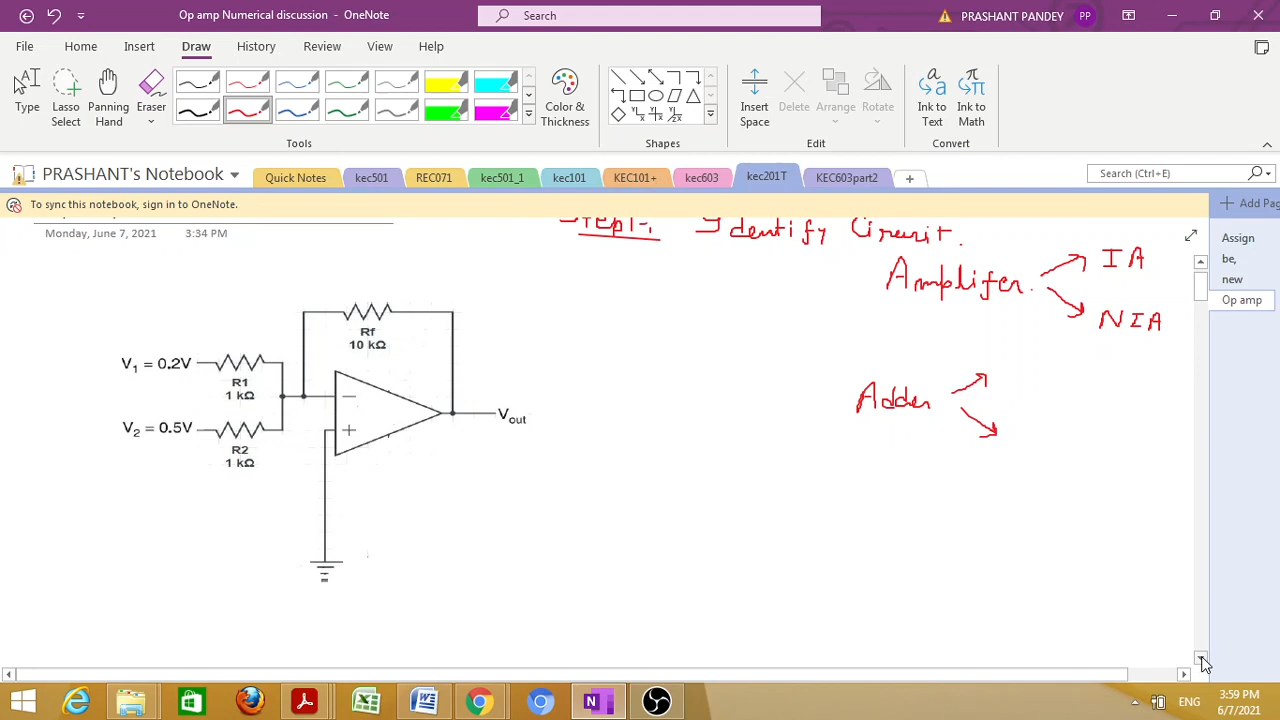 Op amp Numerical discussion - OneNote
Search
PRASHANT PANDEY
PP
File Home Insert Draw History Review View Help
Type
Lasso Select
Panning Hand
Eraser
Color & Thickness
Insert Space
Delete
Arrange
Rotate
Ink to Text
Ink to Math
Tools
Shapes
Edit
Convert
PRASHANT's Notebook
Quick Notes kec501 REC071 kec501_1 kec101 KEC101+ kec603 kec201T KEC603part2
Search (Ctrl+E)
To sync this notebook, sign in to OneNote.
Add Pag
Monday, June 7, 2021 3:34 PM
Step1- Identify Circuit.
Amplifer. IA
NIA
Adder
Assign
be,
new
Op amp
Rf
10 kΩ
V1 = 0.2V
R1
1 kΩ
V2 = 0.5V
R2
1 kΩ
Vout
ENG
3:59 PM
6/7/2021